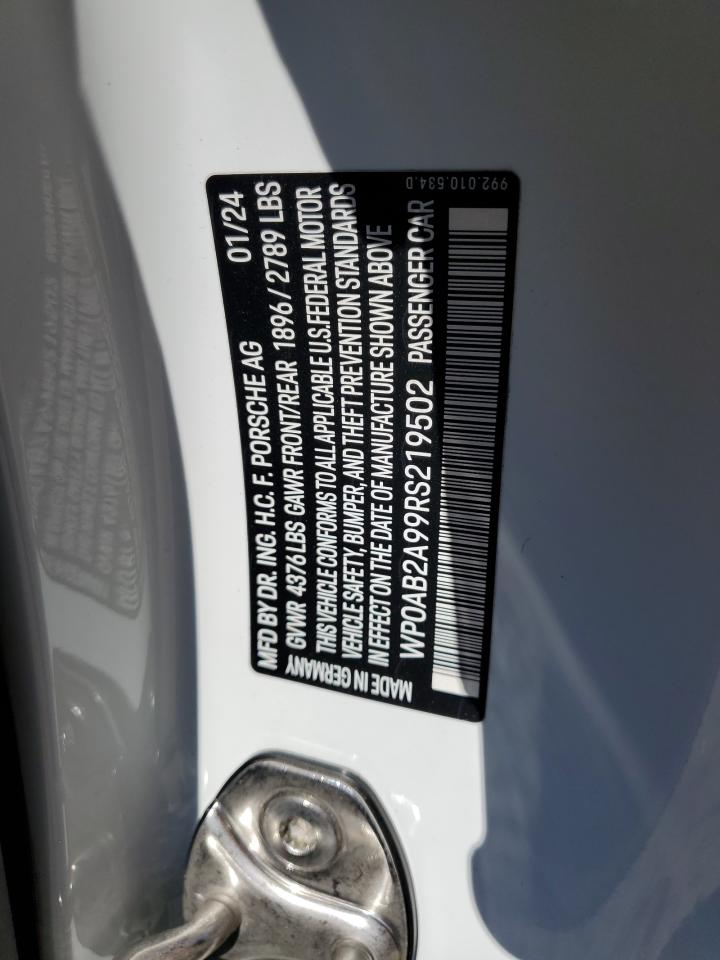 MFD BY DR. ING. H.C. F. PORSCHE AG 01/24
GVWR 4376 LBS GAWR FRONT/REAR 1896/2789 LBS
THIS VEHICLE CONFORMS TO ALL APPLICABLE U.S. FEDERAL MOTOR
VEHICLE SAFETY, BUMPER, AND THEFT PREVENTION STANDARDS
IN EFFECT ON THE DATE OF MANUFACTURE SHOWN ABOVE
MADE IN GERMANY WP0AB2A99RS219502 PASSENGER CAR
992.010.534.D